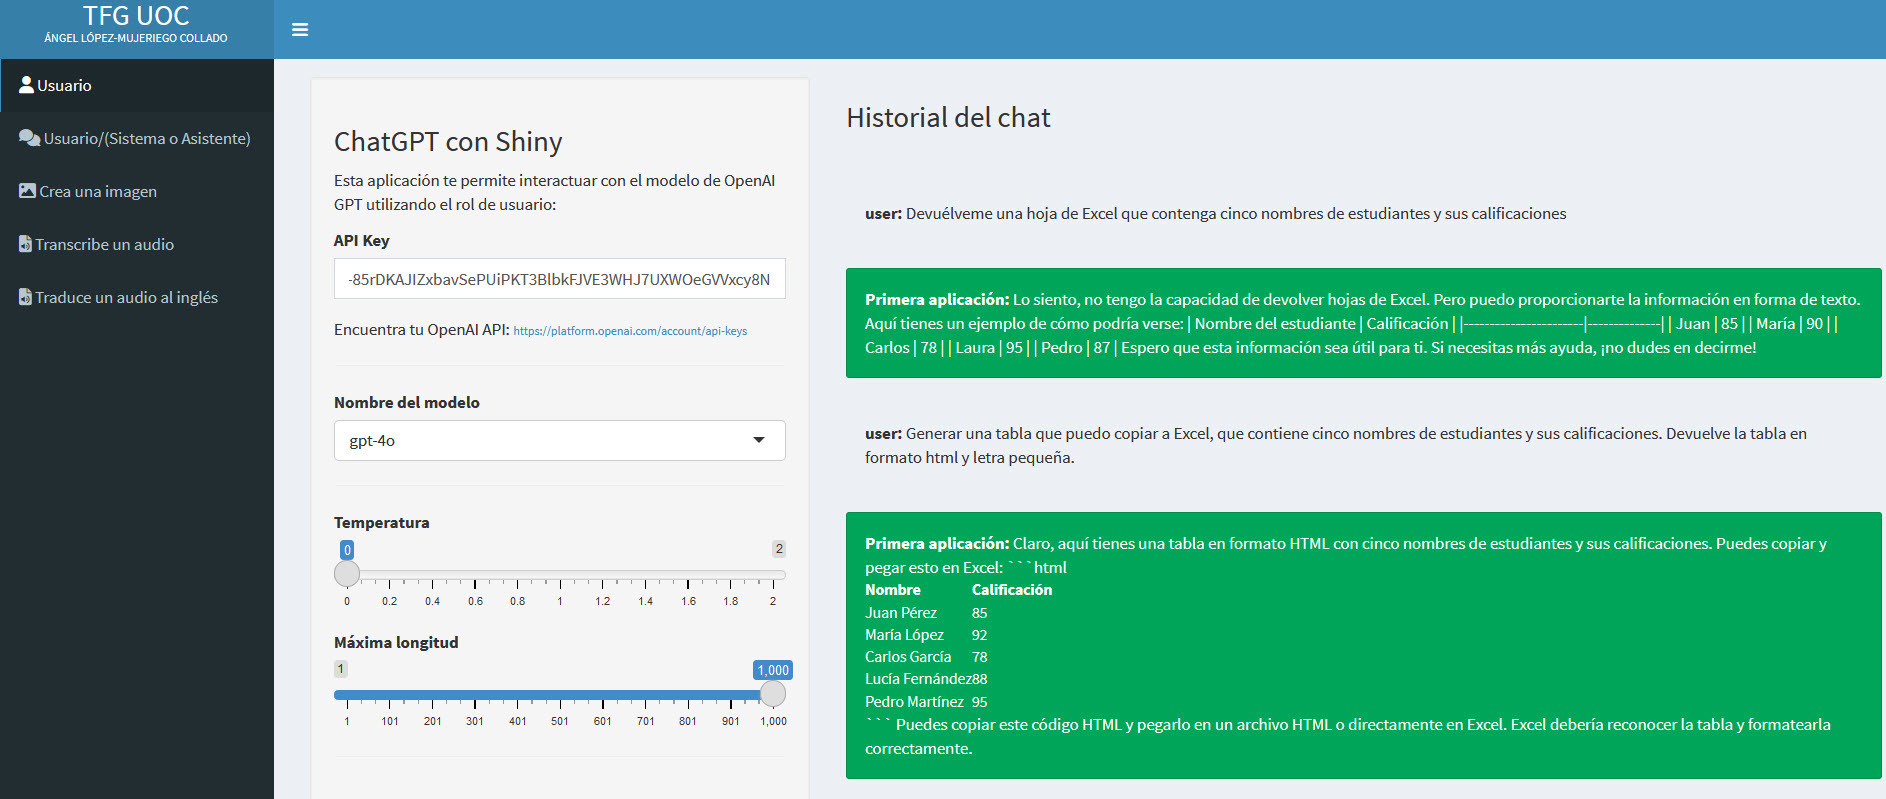 TFG UOC
ÁNGEL LÓPEZ-MUJERIEGO COLLADO
Usuario
Usuario/(Sistema o Asistente)
Crea una imagen
Transcribe un audio
Traduce un audio al inglés
ChatGPT con Shiny
Esta aplicación te permite interactuar con el modelo de OpenAI
GPT utilizando el rol de usuario:
API Key
Encuentra tu OpenAI API: https://platform.openai.com/account/api-keys
Nombre del modelo
gpt-4o
Temperatura
0 2
0 0.2 0.4 0.6 0.8 1 1.2 1.4 1.6 1.8 2
Máxima longitud
1 1,000
1 101 201 301 401 501 601 701 801 901 1,000
Historial del chat
user: Devuélveme una hoja de Excel que contenga cinco nombres de estudiantes y sus calificaciones
Primera aplicación: Lo siento, no tengo la capacidad de devolver hojas de Excel. Pero puedo proporcionarte la información en forma de texto.
Aquí tienes un ejemplo de cómo podría verse: | Nombre del estudiante | Calificación | |-----------------------|--------------| | Juan | 85 | | María | 90 | |
Carlos | 78 | | Laura | 95 | | Pedro | 87 | Espero que esta información sea útil para ti. Si necesitas más ayuda, ¡no dudes en decirme!
user: Generar una tabla que puedo copiar a Excel, que contiene cinco nombres de estudiantes y sus calificaciones. Devuelve la tabla en
formato html y letra pequeña.
Primera aplicación: Claro, aquí tienes una tabla en formato HTML con cinco nombres de estudiantes y sus calificaciones. Puedes copiar y
pegar esto en Excel: ```html
Nombre Calificación
Juan Pérez 85
María López 92
Carlos García 78
Lucía Fernández 88
Pedro Martínez 95
``` Puedes copiar este código HTML y pegarlo en un archivo HTML o directamente en Excel. Excel debería reconocer la tabla y formatearla
correctamente.